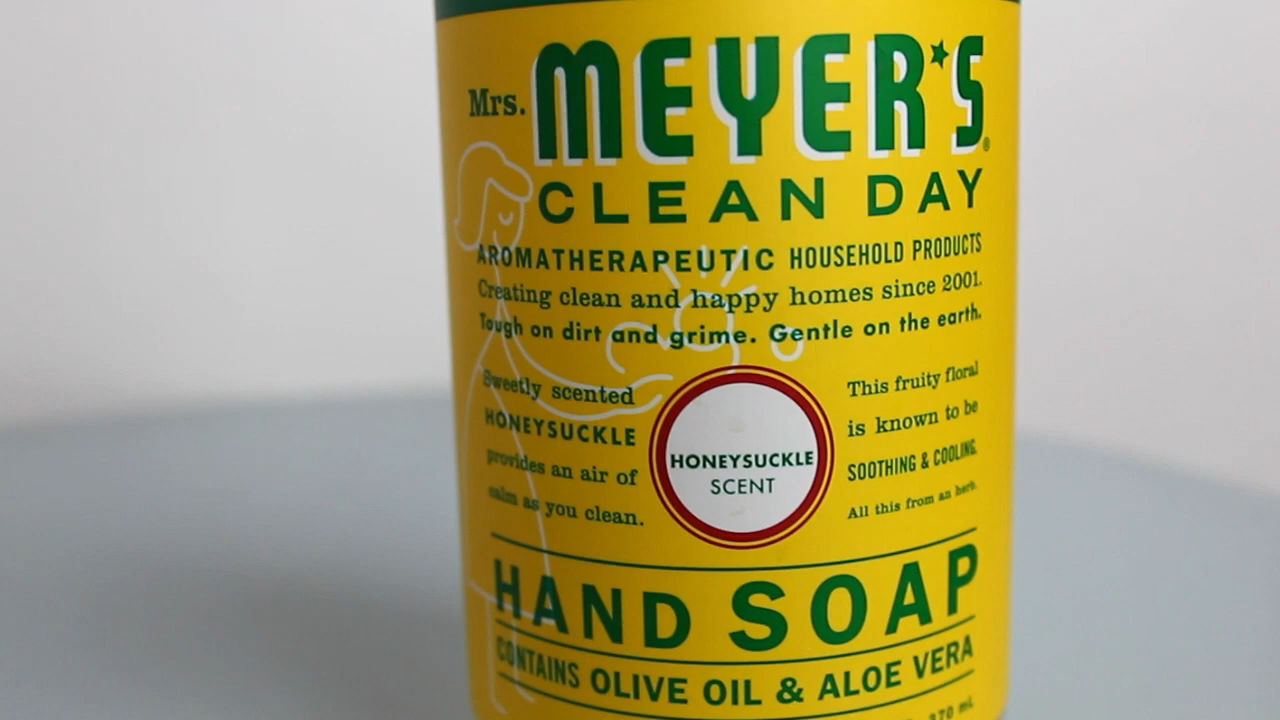 Mrs. MEYER'S®
CLEAN DAY
AROMATHERAPEUTIC HOUSEHOLD PRODUCTS
Creating clean and happy homes since 2001.
Tough on dirt and grime. Gentle on the earth.
Sweetly scented
HONEYSUCKLE
provides an air of
calm as you clean.
HONEYSUCKLE
SCENT
This fruity floral
is known to be
SOOTHING & COOLING.
All this from an herb.
HAND SOAP
CONTAINS OLIVE OIL & ALOE VERA
370 mL